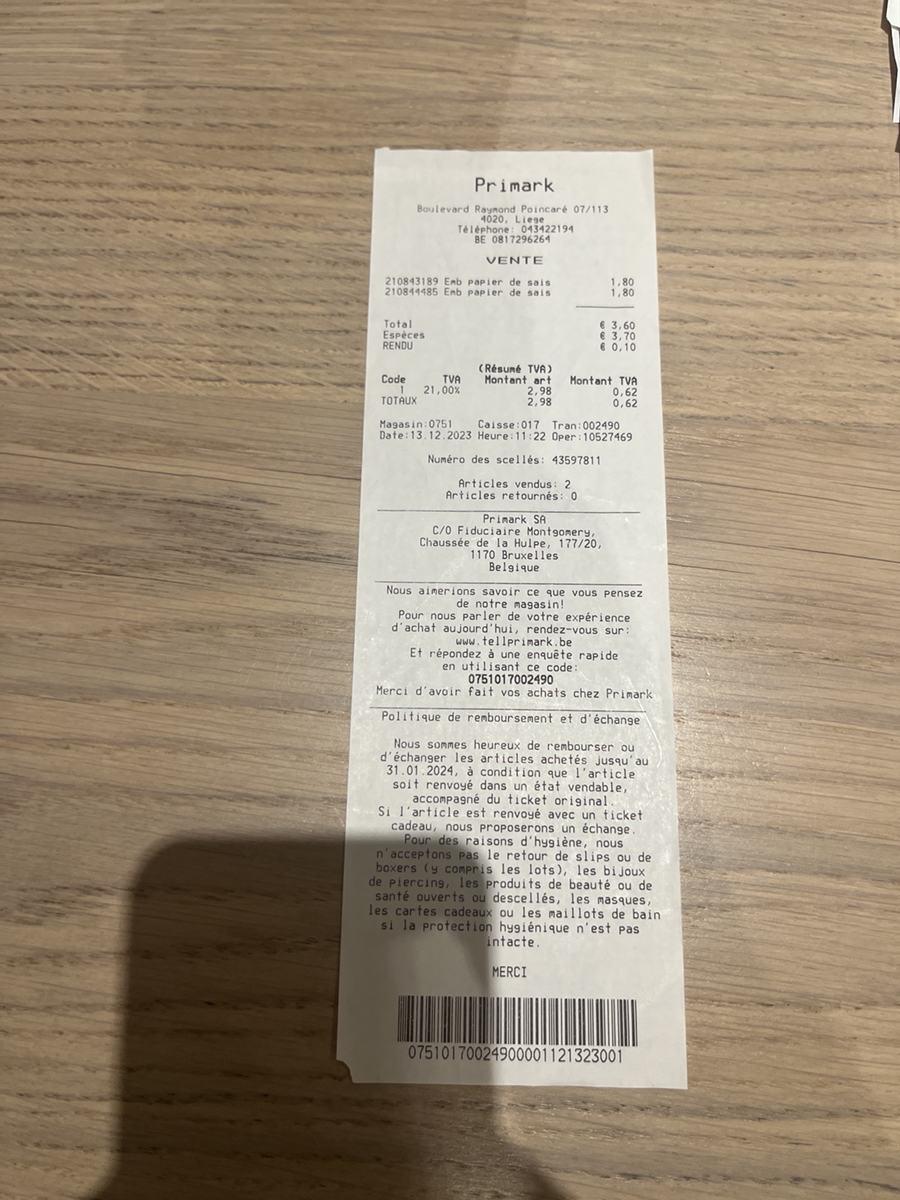 Primark
Boulevard Raymond Poincaré 07/113
4020, Liege
Téléphone: 043422194
BE 0817296264
VENTE
210843189 Emb papier de sais 1,80
210844485 Emb papier de sais 1,80
Total € 3,60
Espèces € 3,70
RENDU € 0,10
(Résumé TVA)
Code TVA Montant art Montant TVA
1 21,00% 2,98 0,62
TOTAUX 2,98 0,62
Magasin:0751 Caisse:017 Tran:002490
Date:13.12.2023 Heure:11:22 Oper:10527469
Numéro des scellés: 43597811
Articles vendus: 2
Articles retournés: 0
Primark SA
C/O Fiduciaire Montgomery,
Chaussée de la Hulpe, 177/20,
1170 Bruxelles
Belgique
Nous aimerions savoir ce que vous pensez
de notre magasin!
Pour nous parler de votre expérience
d'achat aujourd'hui, rendez-vous sur:
www.tellprimark.be
Et répondez à une enquête rapide
en utilisant ce code:
0751017002490
Merci d'avoir fait vos achats chez Primark
Politique de remboursement et d'échange
Nous sommes heureux de rembourser ou
d'échanger les articles achetés jusqu'au
31.01.2024, à condition que l'article
soit renvoyé dans un état vendable,
accompagné du ticket original.
Si l'article est renvoyé avec un ticket
cadeau, nous proposerons un échange.
Pour des raisons d'hygiène, nous
n'acceptons pas le retour de slips ou de
boxers (y compris les lots), les bijoux
de piercing, les produits de beauté ou de
santé ouverts ou descellés, les masques,
les cartes cadeaux ou les maillots de bain
si la protection hygiénique n'est pas
intacte.
MERCI
07510170024900001121323001